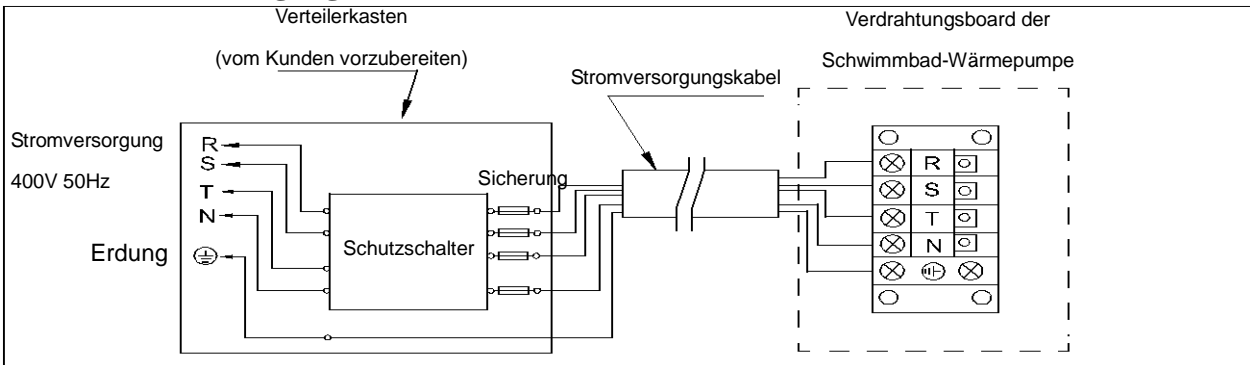 Verteilerkasten
(vom Kunden vorzubereiten)
Verdrahtungsboard der
Schwimmbad-Wärmepumpe
Stromversorgungskabel
Stromversorgung
400V 50Hz
R
S
T
N
Erdung
Schutzschalter
Sicherung
R
S
T
N